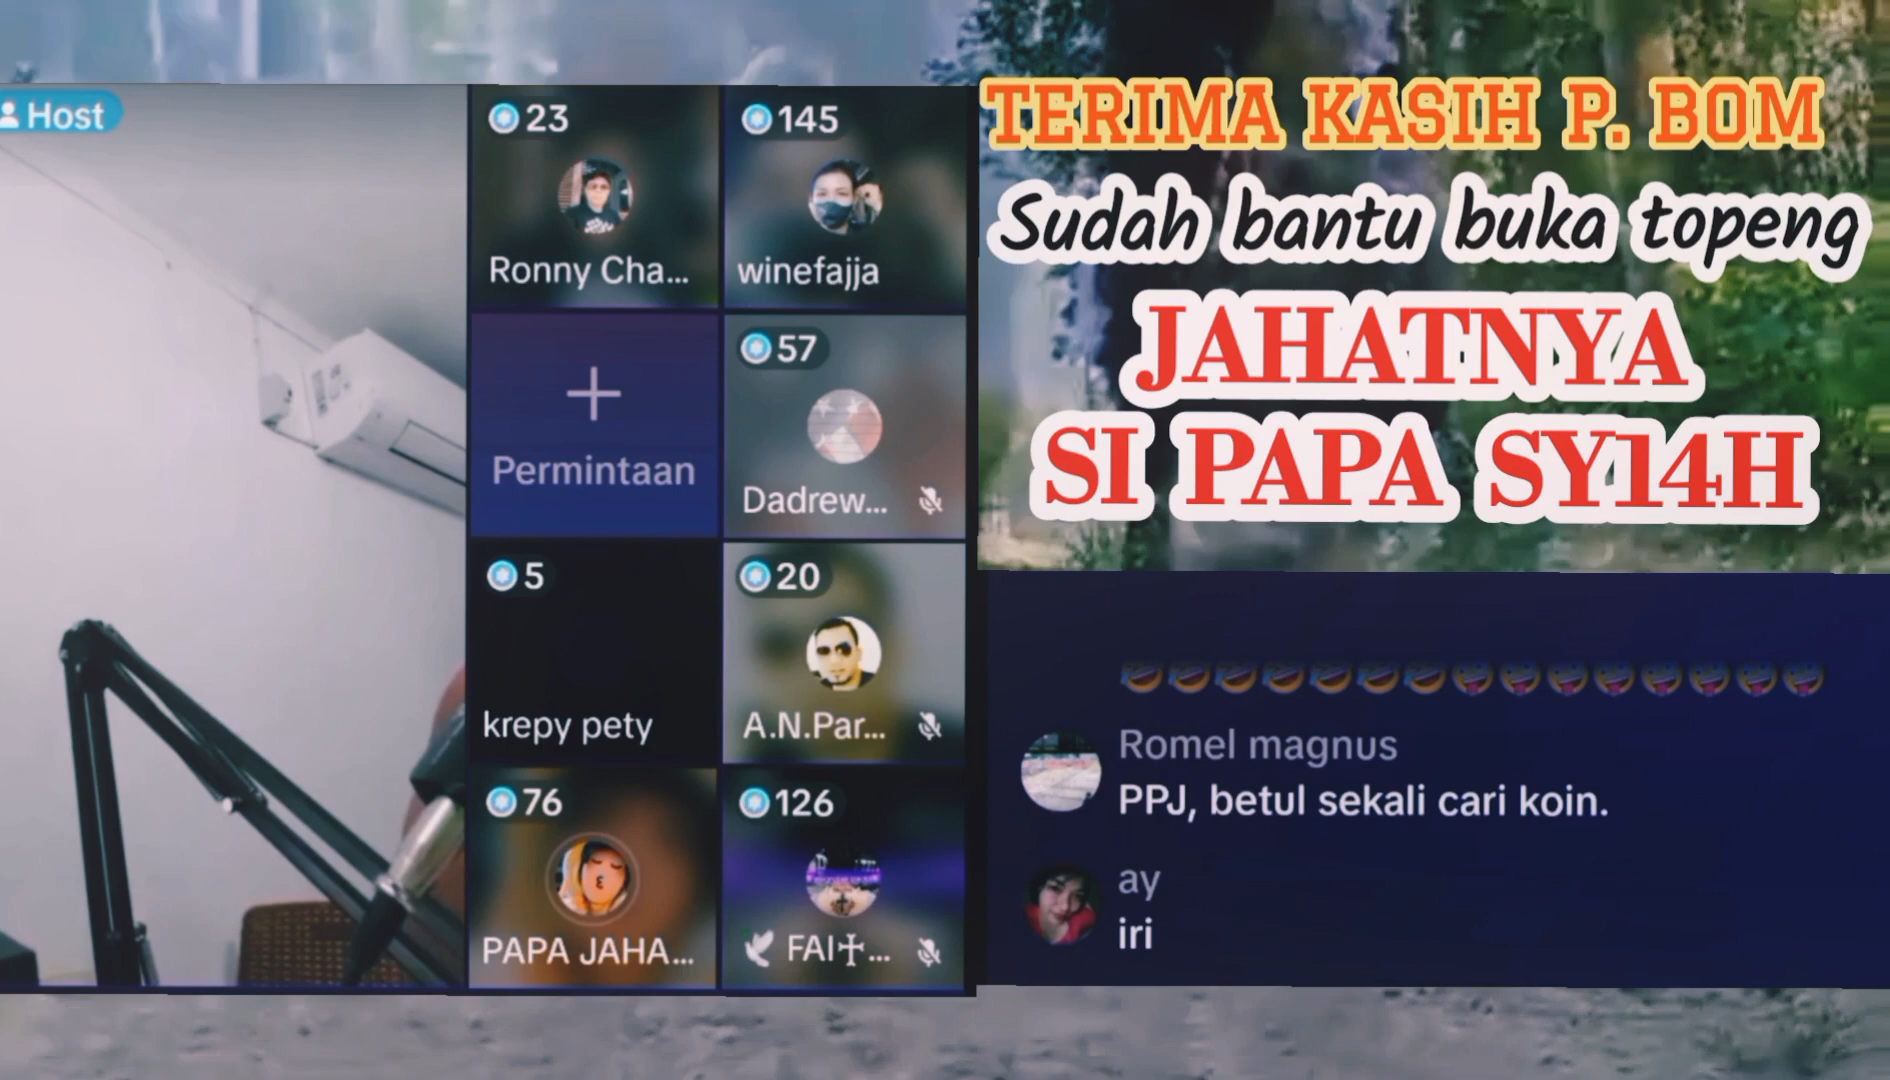 Host
23
Ronny Cha...
145
winefajja
Permintaan
57
Dadrew...
5
krepy pety
20
A.N.Par...
76
PAPA JAHA...
126
🕊 FAI✝...
TERIMA KASIH P. BOM
Sudah bantu buka topeng
JAHATNYA
SI PAPA SY14H
🤣🤣🤣🤣🤣🤣🤣🤪🤪🤪🤪🤪🤪🤪🤪
Romel magnus
PPJ, betul sekali cari koin.
ay
iri